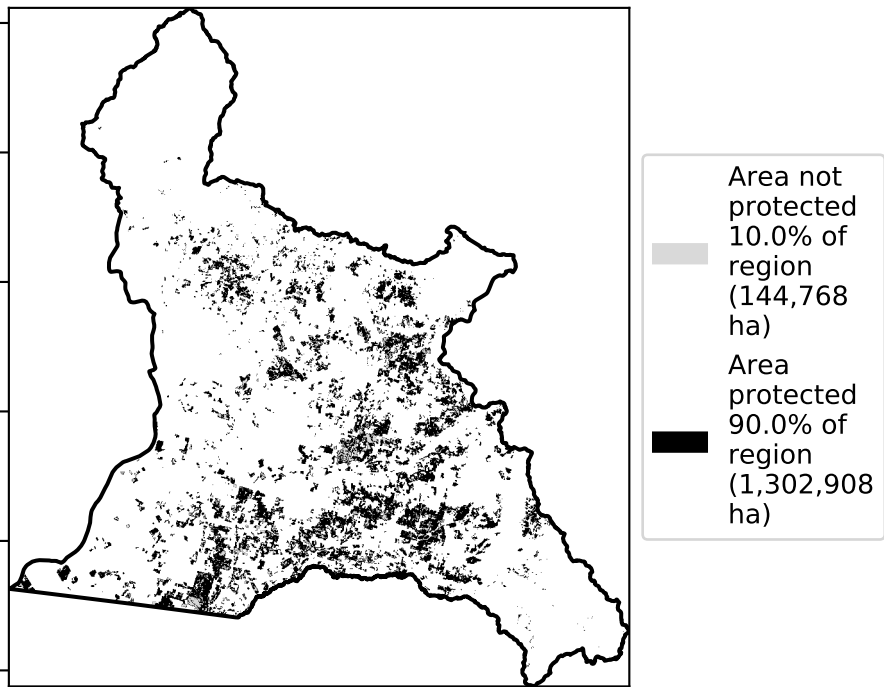 Area not
protected
10.0% of
region
(144,768
ha)
Area
protected
90.0% of
region
(1,302,908
ha)